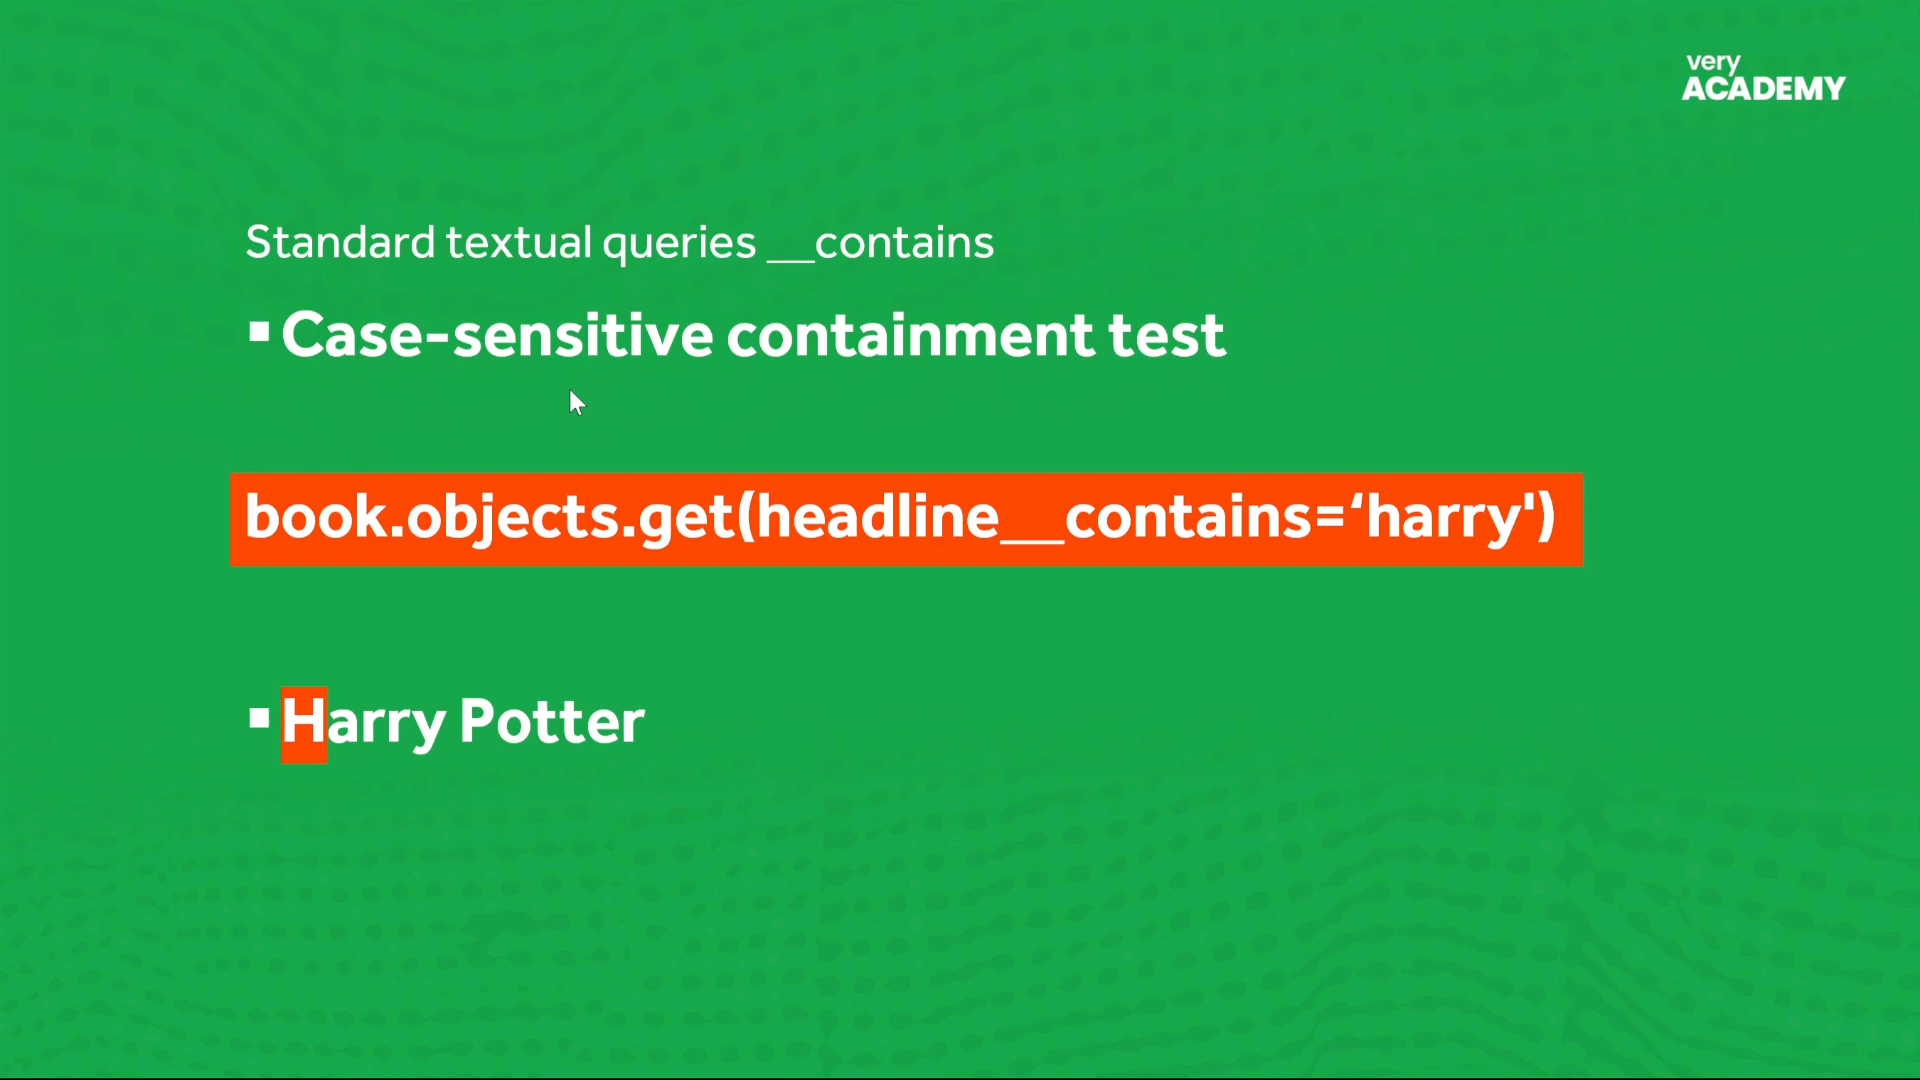 very
ACADEMY
Standard textual queries __contains
▪ Case-sensitive containment test
book.objects.get(headline__contains=‘harry')
▪ Harry Potter